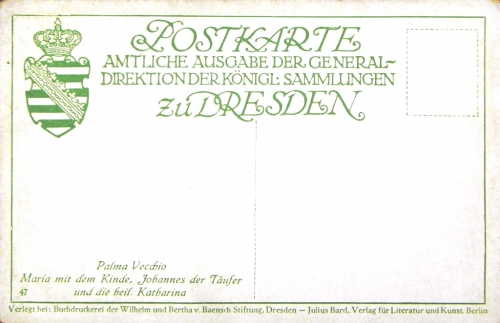 POSTKARTE
AMTLICHE AUSGABE DER GENERAL-
DIREKTION DER KÖNIGL: SAMMLUNGEN
ZU DRESDEN
Palma Vecchio
Maria mit dem Kinde, Johannes der Täufer
47 und die heil. Katharina
Verlegt bei: Buchdruckerei der Wilhelm und Bertha v. Baensch Stiftung, Dresden — Julius Bard, Verlag für Literatur und Kunst, Berlin